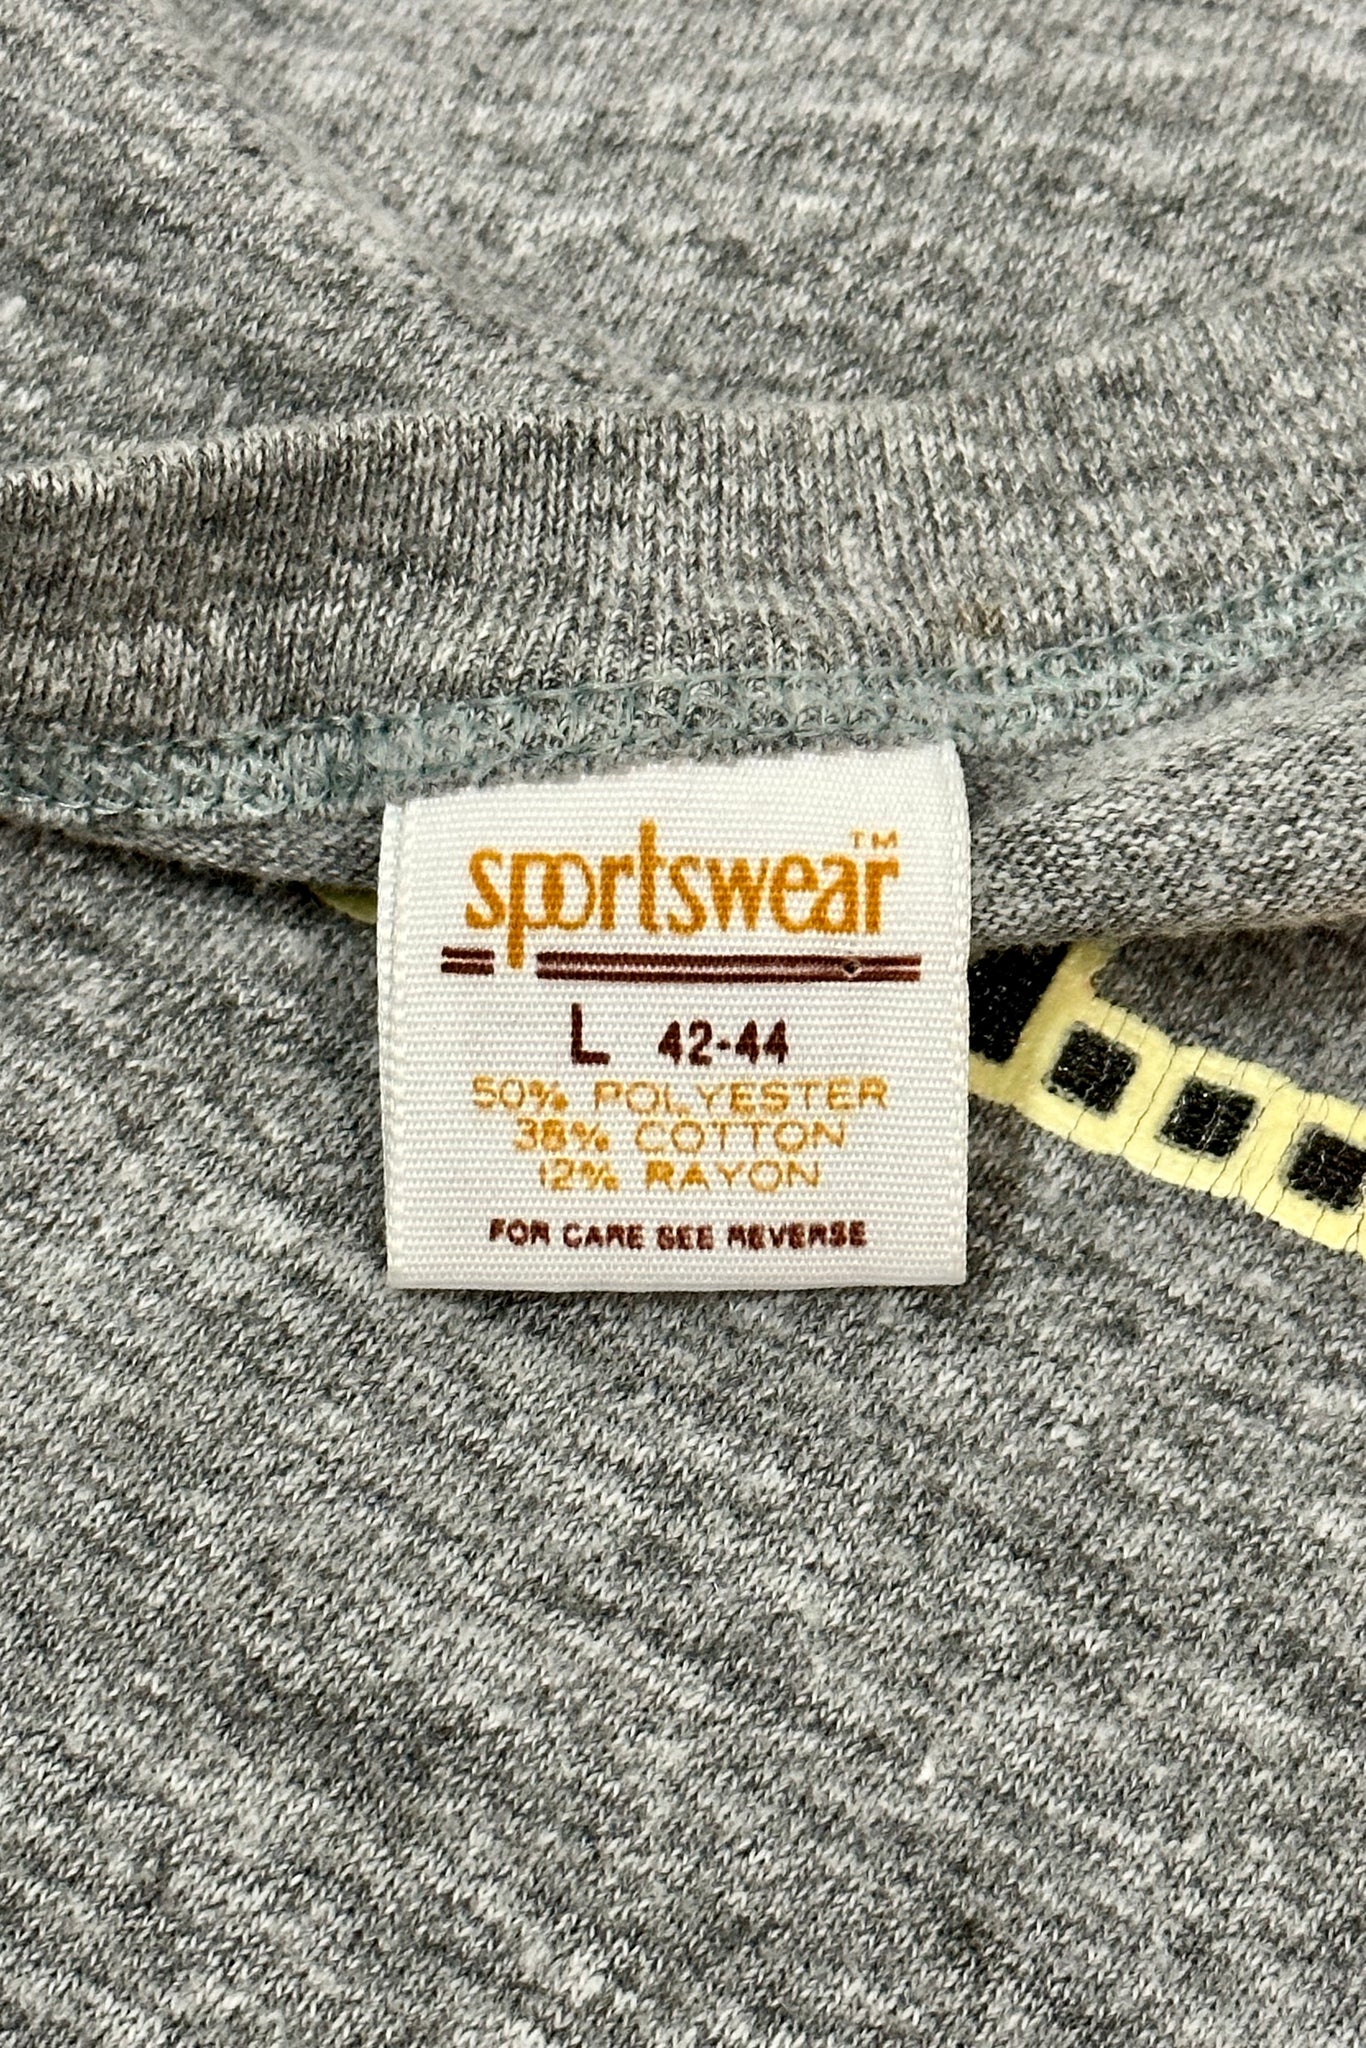 sportswear™
L 42-44
50% POLYESTER
38% COTTON
12% RAYON
FOR CARE SEE REVERSE